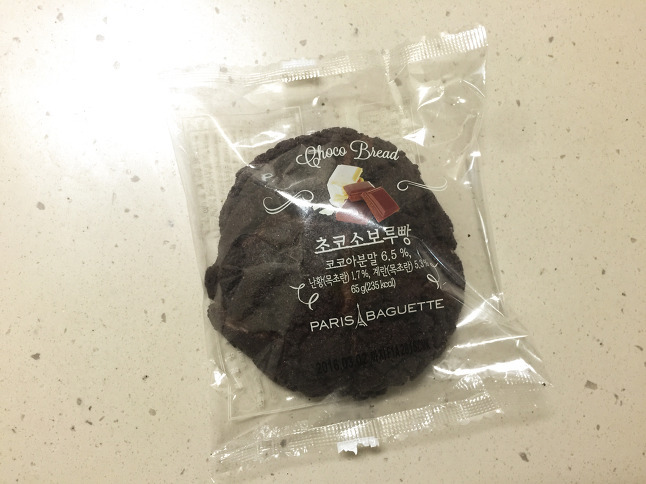 Choco Bread
초코소보루빵
코코아분말 6.5 %,
난황(목초란) 1.7 %, 계란(목초란) 5.3%
65 g(235 kcal)
PARIS BAGUETTE